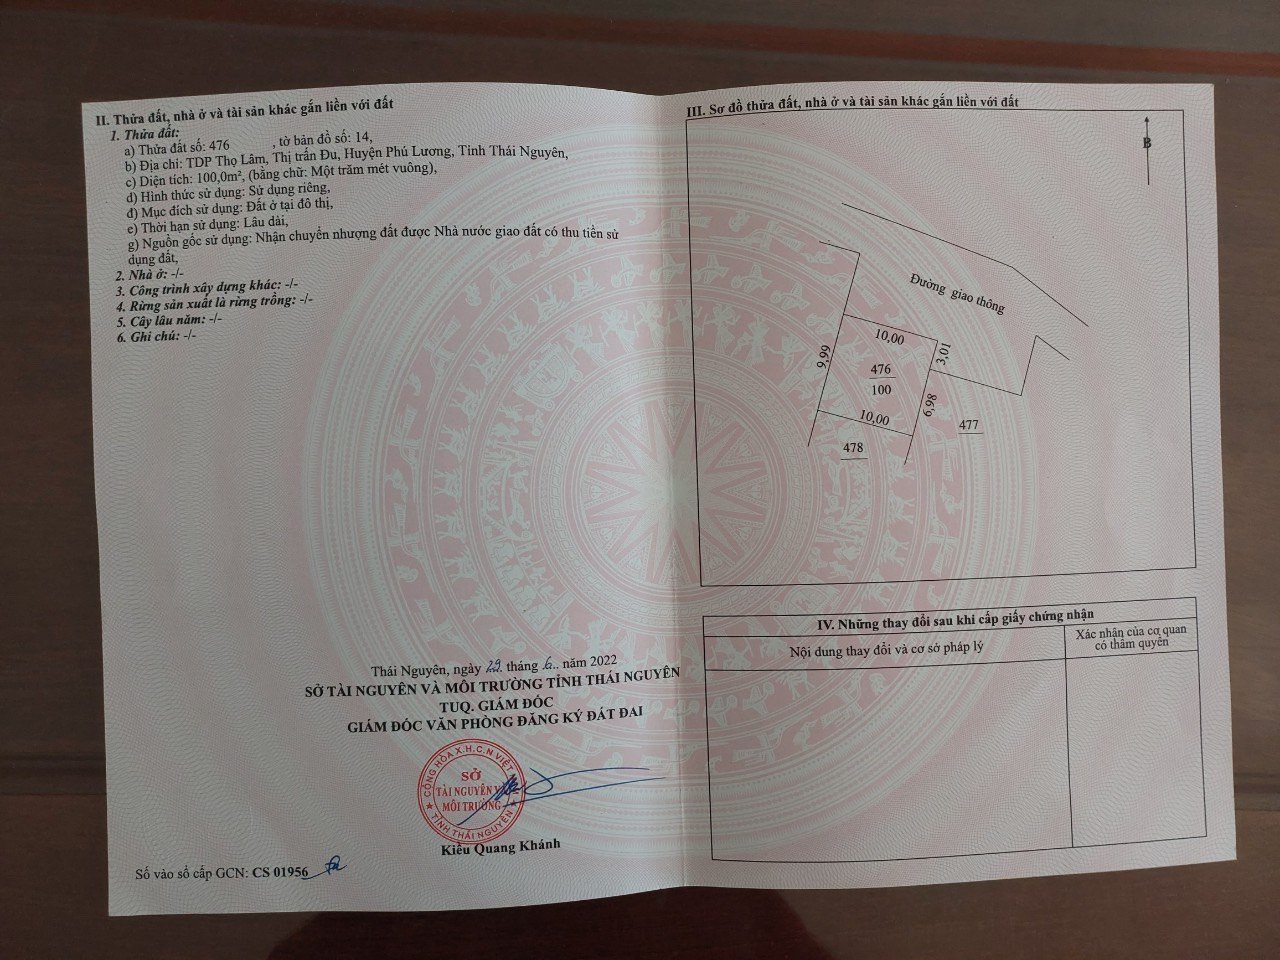 II. Thửa đất, nhà ở và tài sản khác gắn liền với đất
1. Thửa đất:
a) Thửa đất số: 476 , tờ bản đồ số: 14,
b) Địa chỉ: TDP Thọ Lâm, Thị trấn Đu, Huyện Phú Lương, Tỉnh Thái Nguyên,
c) Diện tích: 100,0m², (bằng chữ: Một trăm mét vuông),
d) Hình thức sử dụng: Sử dụng riêng,
đ) Mục đích sử dụng: Đất ở tại đô thị,
e) Thời hạn sử dụng: Lâu dài,
g) Nguồn gốc sử dụng: Nhận chuyển nhượng đất được Nhà nước giao đất có thu tiền sử
dụng đất,
2. Nhà ở: -/-
3. Công trình xây dựng khác: -/-
4. Rừng sản xuất là rừng trồng: -/-
5. Cây lâu năm: -/-
6. Ghi chú: -/-
Thái Nguyên, ngày 29 tháng 6 .. năm 2022
SỞ TÀI NGUYÊN VÀ MÔI TRƯỜNG TỈNH THÁI NGUYÊN
TUQ. GIÁM ĐỐC
GIÁM ĐỐC VĂN PHÒNG ĐĂNG KÝ ĐẤT ĐAI
CỘNG HÒA X.H.C.N VIỆT
SỞ
TÀI NGUYÊN VÀ
MÔI TRƯỜNG
TỈNH THÁI NGUYÊN
Kiều Quang Khánh
Số vào sổ cấp GCN: CS 01956
III. Sơ đồ thửa đất, nhà ở và tài sản khác gắn liền với đất
B
Đường giao thông
10,00
9,99
3,01
476
100
6,98
10,00
477
478
IV. Những thay đổi sau khi cấp giấy chứng nhận
Nội dung thay đổi và cơ sở pháp lý
Xác nhận của cơ quan
có thẩm quyền